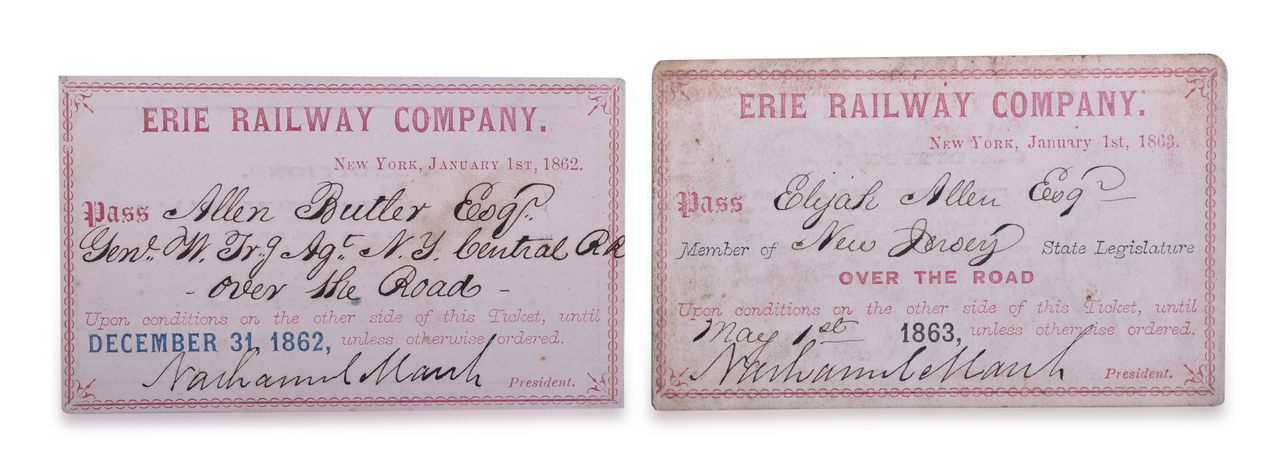 ERIE RAILWAY COMPANY.
NEW YORK, JANUARY 1ST, 1862.
Pass Allen Butler Esqr.
Genl. W. Frg Agt. N.Y. Central RR
- over the Road -
Upon conditions on the other side of this Ticket, until
DECEMBER 31, 1862, unless otherwise ordered.
Nathaniel Marsh President.
ERIE RAILWAY COMPANY.
NEW YORK, January 1st, 1863.
Pass Elijah Allen Esqr
Member of New Jersey State Legislature
OVER THE ROAD
Upon conditions on the other side of this Ticket, until
May 1st 1863, unless otherwise ordered.
Nathaniel Marsh President.